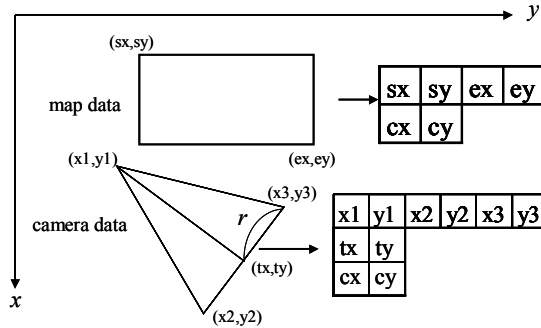 y
(sx,sy)
map data
sx sy ex ey
cx cy
(x1,y1)
(ex,ey)
(x3,y3)
camera data
r
x1 y1 x2 y2 x3 y3
tx ty
cx cy
(tx,ty)
x
(x2,y2)